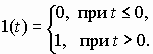 1(t) = { 0, при t ≤ 0,
1, при t > 0.